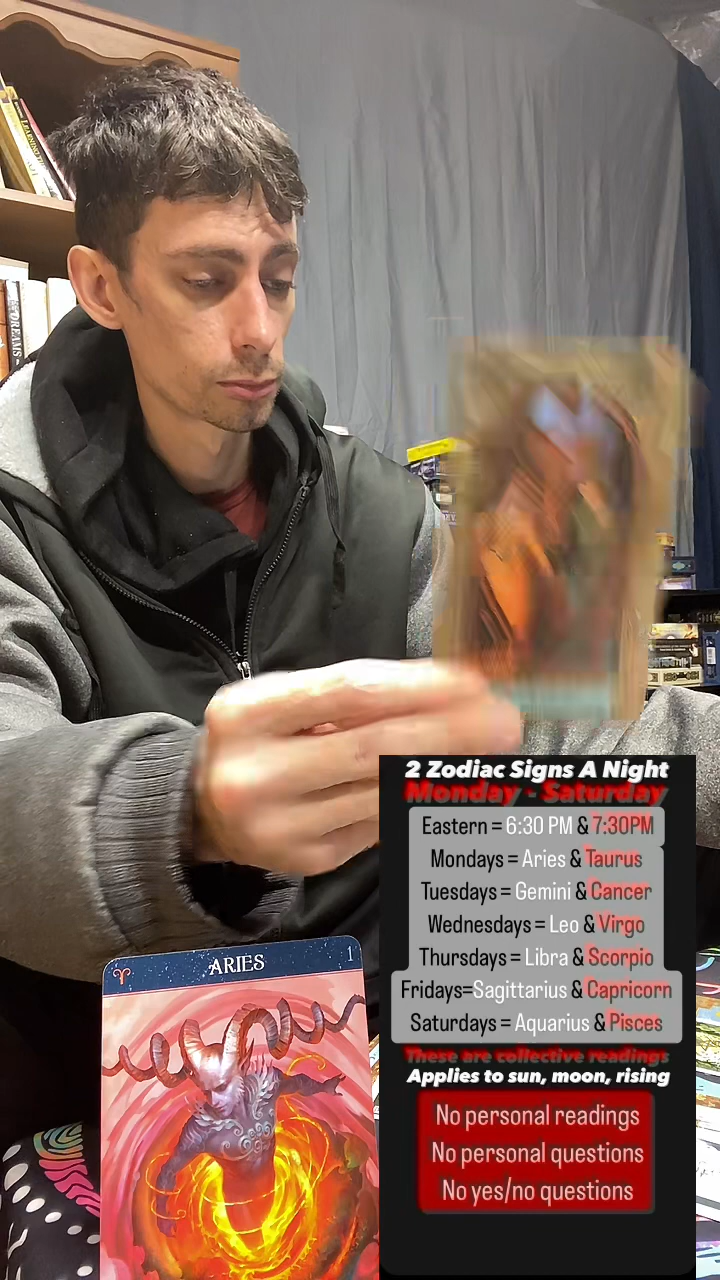 LEARNING
DREAMS
2 Zodiac Signs A Night
Monday - Saturday
Eastern = 6:30 PM & 7:30PM
Mondays = Aries & Taurus
Tuesdays = Gemini & Cancer
Wednesdays = Leo & Virgo
Thursdays = Libra & Scorpio
Fridays=Sagittarius & Capricorn
Saturdays = Aquarius & Pisces
These are collective readings
Applies to sun, moon, rising
No personal readings
No personal questions
No yes/no questions
ARIES 1